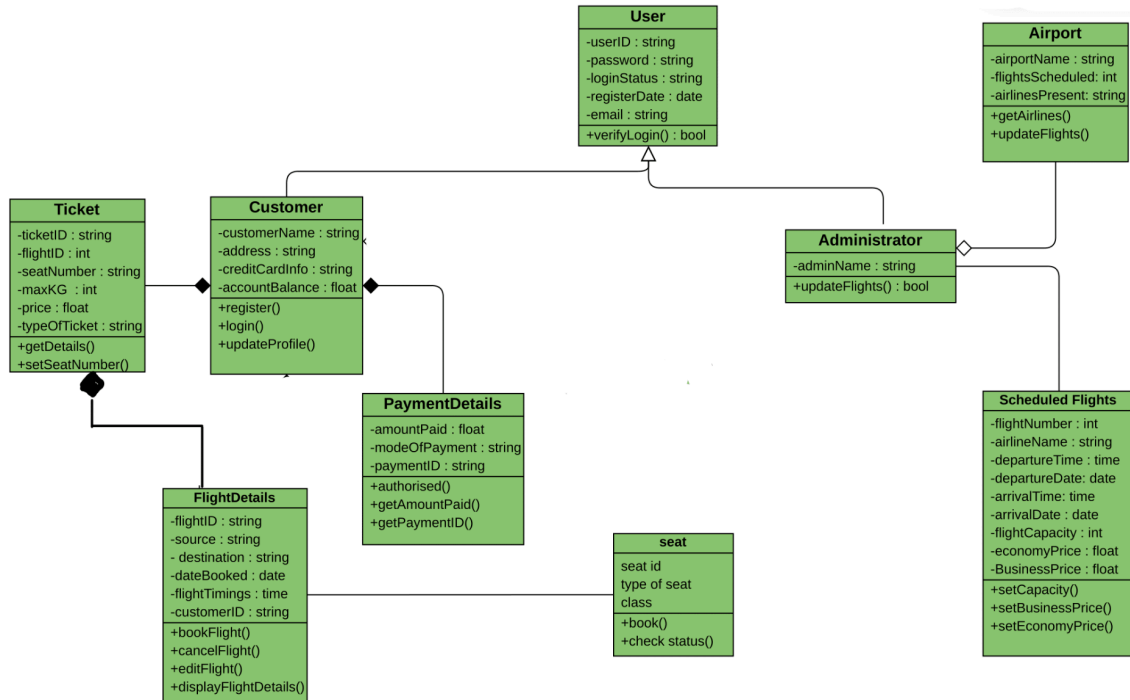 User
-userID : string
-password : string
-loginStatus : string
-registerDate : date
-email : string
+verifyLogin() : bool
Airport
-airportName : string
-flightsScheduled: int
-airlinesPresent: string
+getAirlines()
+updateFlights()
Ticket
-ticketID : string
-flightID : int
-seatNumber : string
-maxKG : int
-price : float
-typeOfTicket : string
+getDetails()
+setSeatNumber()
Customer
-customerName : string
-address : string
-creditCardInfo : string
-accountBalance : float
+register()
+login()
+updateProfile()
Administrator
-adminName : string
+updateFlights() : bool
PaymentDetails
-amountPaid : float
-modeOfPayment : string
-paymentID : string
+authorised()
+getAmountPaid()
+getPaymentID()
Scheduled Flights
-flightNumber : int
-airlineName : string
-departureTime : time
-departureDate: date
-arrivalTime: time
-arrivalDate : date
-flightCapacity : int
-economyPrice : float
-BusinessPrice : float
+setCapacity()
+setBusinessPrice()
+setEconomyPrice()
FlightDetails
-flightID : string
-source : string
- destination : string
-dateBooked : date
-flightTimings : time
-customerID : string
+bookFlight()
+cancelFlight()
+editFlight()
+displayFlightDetails()
seat
seat id
type of seat
class
+book()
+check status()